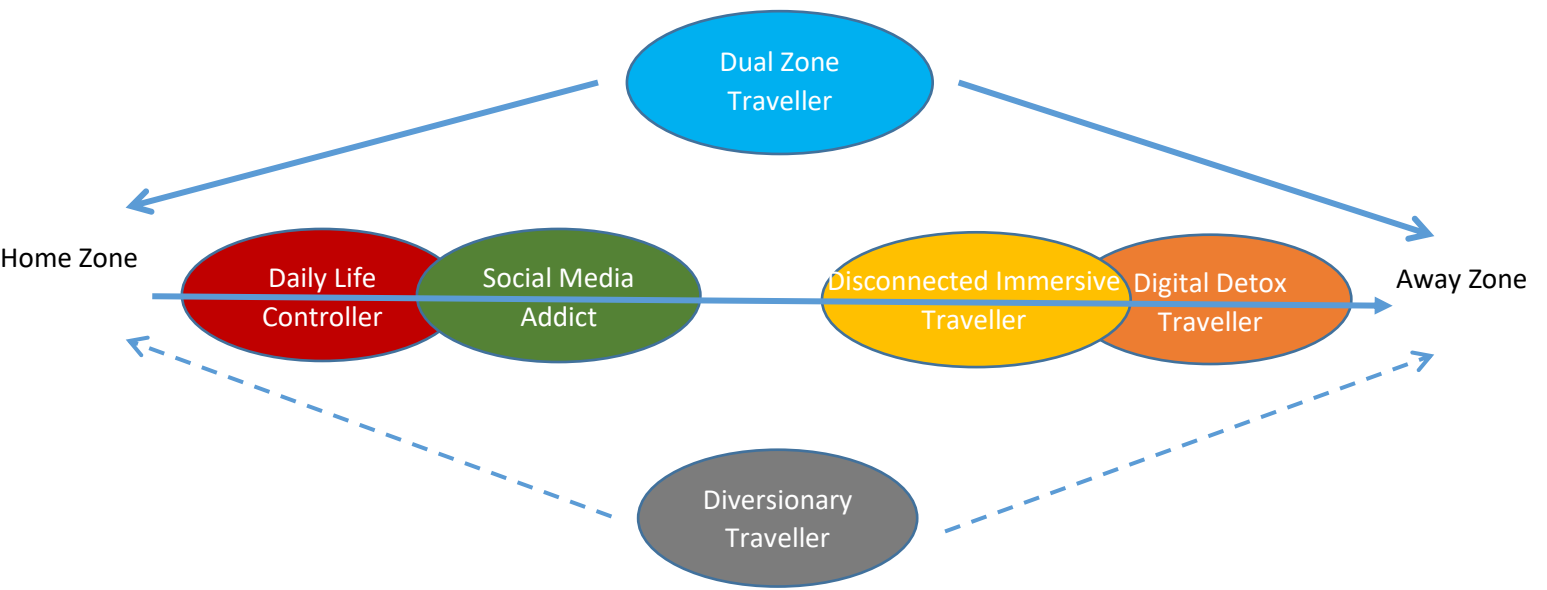 Dual Zone
Traveller
Home Zone
Daily Life
Controller
Social Media
Addict
Disconnected Immersive
Traveller
Digital Detox
Traveller
Away Zone
Diversionary
Traveller